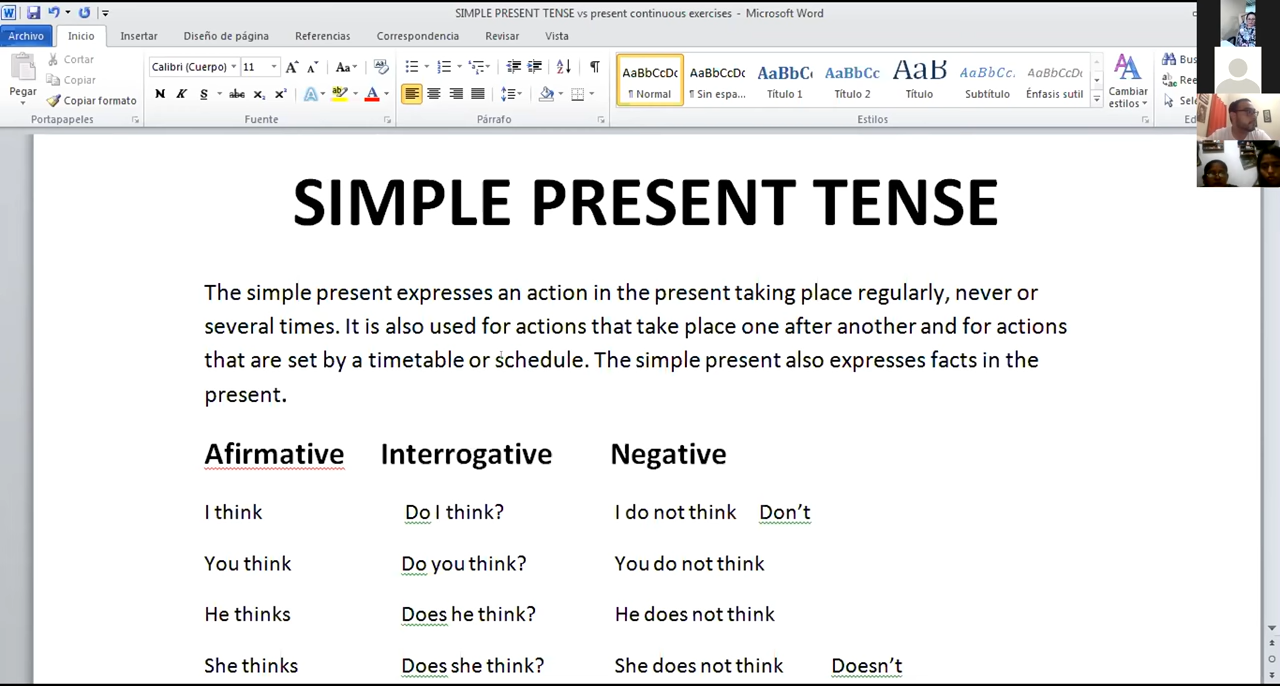 SIMPLE PRESENT TENSE vs present continuous exercises - Microsoft Word
Archivo Inicio Insertar Diseño de página Referencias Correspondencia Revisar Vista
Pegar
Cortar
Copiar
Copiar formato
Portapapeles
Calibri (Cuerpo) 11
N K S abc x₂ x²
Fuente
Párrafo
AaBbCcDc AaBbCcDc AaBbC AaBbCc AaB AaBbCc. AaBbCcDc
¶ Normal ¶ Sin espa... Título 1 Título 2 Título Subtítulo Énfasis sutil
Estilos
Cambiar
estilos
SIMPLE PRESENT TENSE
The simple present expresses an action in the present taking place regularly, never or
several times. It is also used for actions that take place one after another and for actions
that are set by a timetable or schedule. The simple present also expresses facts in the
present.
Afirmative Interrogative Negative
I think Do I think? I do not think Don’t
You think Do you think? You do not think
He thinks Does he think? He does not think
She thinks Does she think? She does not think Doesn’t